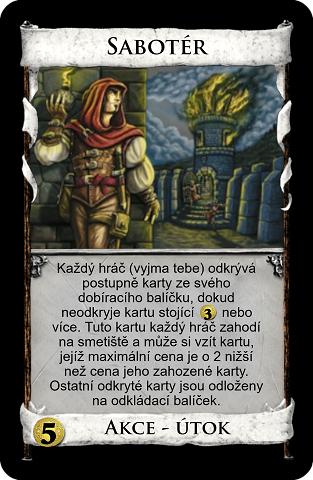 Sabotér
Každý hráč (vyjma tebe) odkrývá
postupně karty ze svého
dobíracího balíčku, dokud
neodkryje kartu stojící 3 nebo
více. Tuto kartu každý hráč zahodí
na smetiště a může si vzít kartu,
jejíž maximální cena je o 2 nižší
než cena jeho zahozené karty.
Ostatní odkryté karty jsou odloženy
na odkládací balíček.
5 Akce - útok